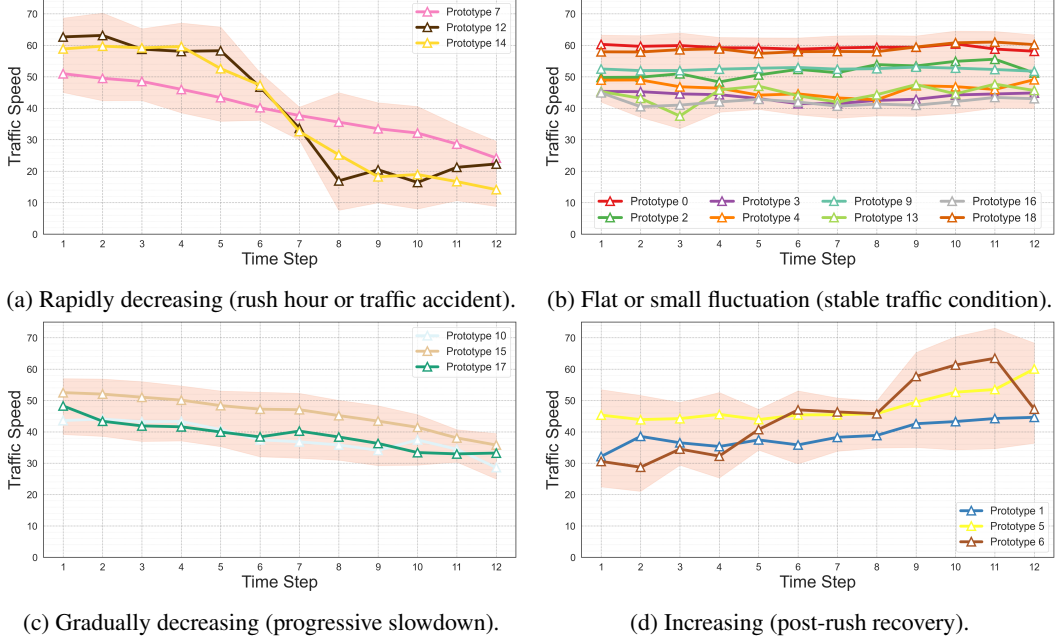 Traffic Speed
70
60
50
40
30
20
10
0
Prototype 7
Prototype 12
Prototype 14
1 2 3 4 5 6 7 8 9 10 11 12
Time Step
(a) Rapidly decreasing (rush hour or traffic accident).
Traffic Speed
70
60
50
40
30
20
10
0
Prototype 0 Prototype 3 Prototype 9 Prototype 16
Prototype 2 Prototype 4 Prototype 13 Prototype 18
1 2 3 4 5 6 7 8 9 10 11 12
Time Step
(b) Flat or small fluctuation (stable traffic condition).
Traffic Speed
70
60
50
40
30
20
10
0
Prototype 10
Prototype 15
Prototype 17
1 2 3 4 5 6 7 8 9 10 11 12
Time Step
(c) Gradually decreasing (progressive slowdown).
Traffic Speed
70
60
50
40
30
20
10
0
Prototype 1
Prototype 5
Prototype 6
1 2 3 4 5 6 7 8 9 10 11 12
Time Step
(d) Increasing (post-rush recovery).